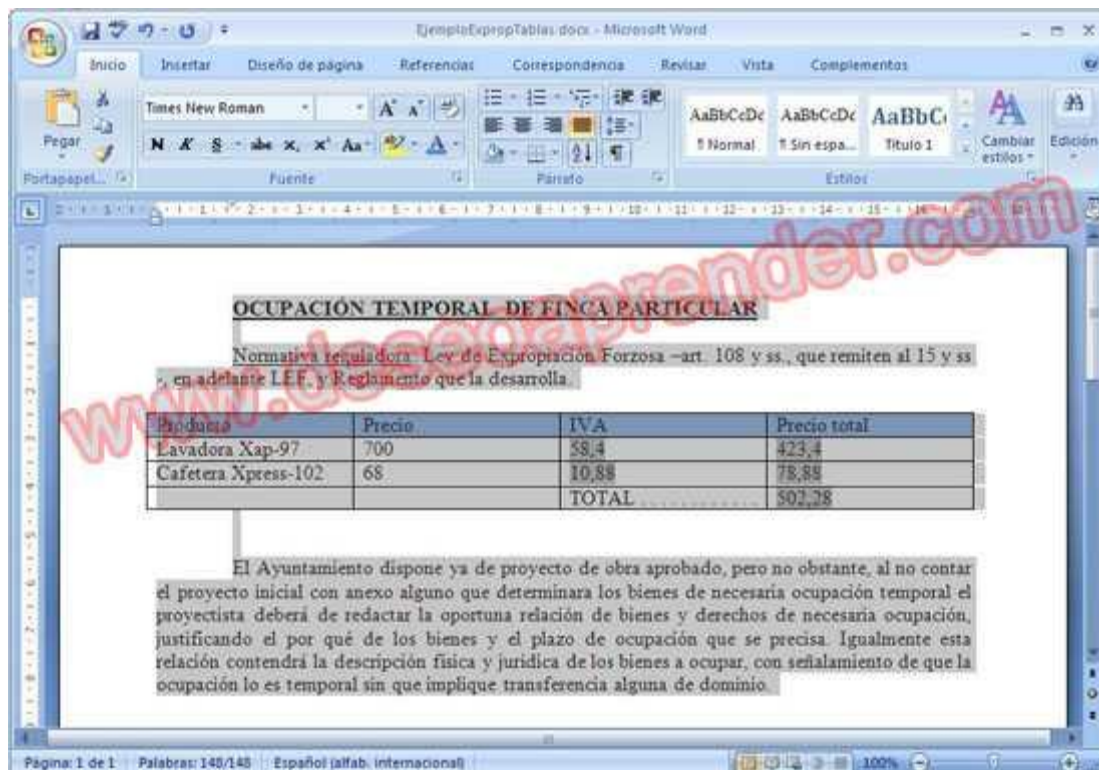 EjemploExpropTablas.docx - Microsoft Word
Inicio Insertar Diseño de página Referencias Correspondencia Revisar Vista Complementos
Times New Roman
Pegar
N K S abc x, x' Aa A
AaBbCcDc AaBbCcDc AaBbC
¶ Normal ¶ Sin espa... Título 1
Cambiar estilos
Edición
Portapapel... Fuente Párrafo Estilos
www.deseoaprender.com
OCUPACIÓN TEMPORAL DE FINCA PARTICULAR
Normativa reguladora: Ley de Expropiación Forzosa –art. 108 y ss., que remiten al 15 y ss
-, en adelante LEF, y Reglamento que la desarrolla.
Producto Precio IVA Precio total
Lavadora Xap-97 700 58,4 423,4
Cafetera Xpress-102 68 10,88 78,88
TOTAL ............ 502,28
El Ayuntamiento dispone ya de proyecto de obra aprobado, pero no obstante, al no contar
el proyecto inicial con anexo alguno que determinara los bienes de necesaria ocupación temporal el
proyectista deberá de redactar la oportuna relación de bienes y derechos de necesaria ocupación,
justificando el por qué de los bienes y el plazo de ocupación que se precisa. Igualmente esta
relación contendrá la descripción física y jurídica de los bienes a ocupar, con señalamiento de que la
ocupación lo es temporal sin que implique transferencia alguna de dominio.
Página: 1 de 1 Palabras: 148/148 Español (alfab. internacional) 100%